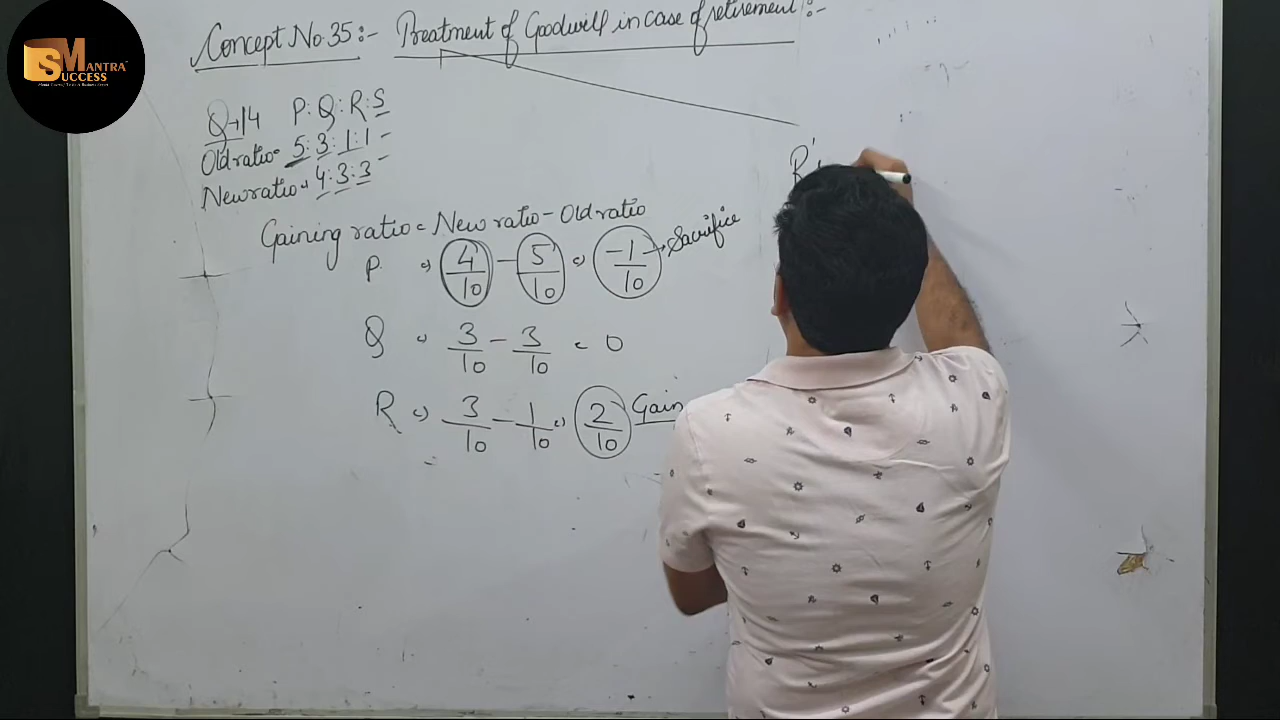 SMANTRA
SUCCESS
Concept No.35:- Treatment of Goodwill in case of retirement:-
Q→14 P:Q:R:S
Old ratio= 5:3:1:1
New ratio→ 4:3:3
Gaining ratio= New ratio - Old ratio
P ⇒ 4/10 - 5/10 ⇒ -1/10 → Sacrifice
Q ⇒ 3/10 - 3/10 = 0
R ⇒ 3/10 - 1/10 ⇒ 2/10 Gain
R's